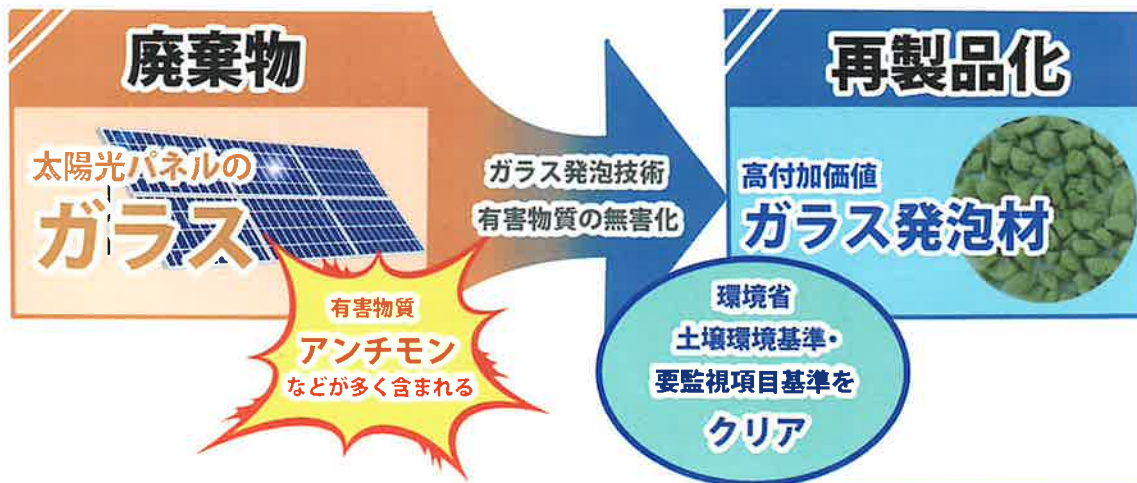 廃棄物
太陽光パネルの
ガラス
有害物質
アンチモン
などが多く含まれる
ガラス発泡技術
有害物質の無害化
再製品化
高付加価値
ガラス発泡材
環境省
土壌環境基準・
要監視項目基準を
クリア